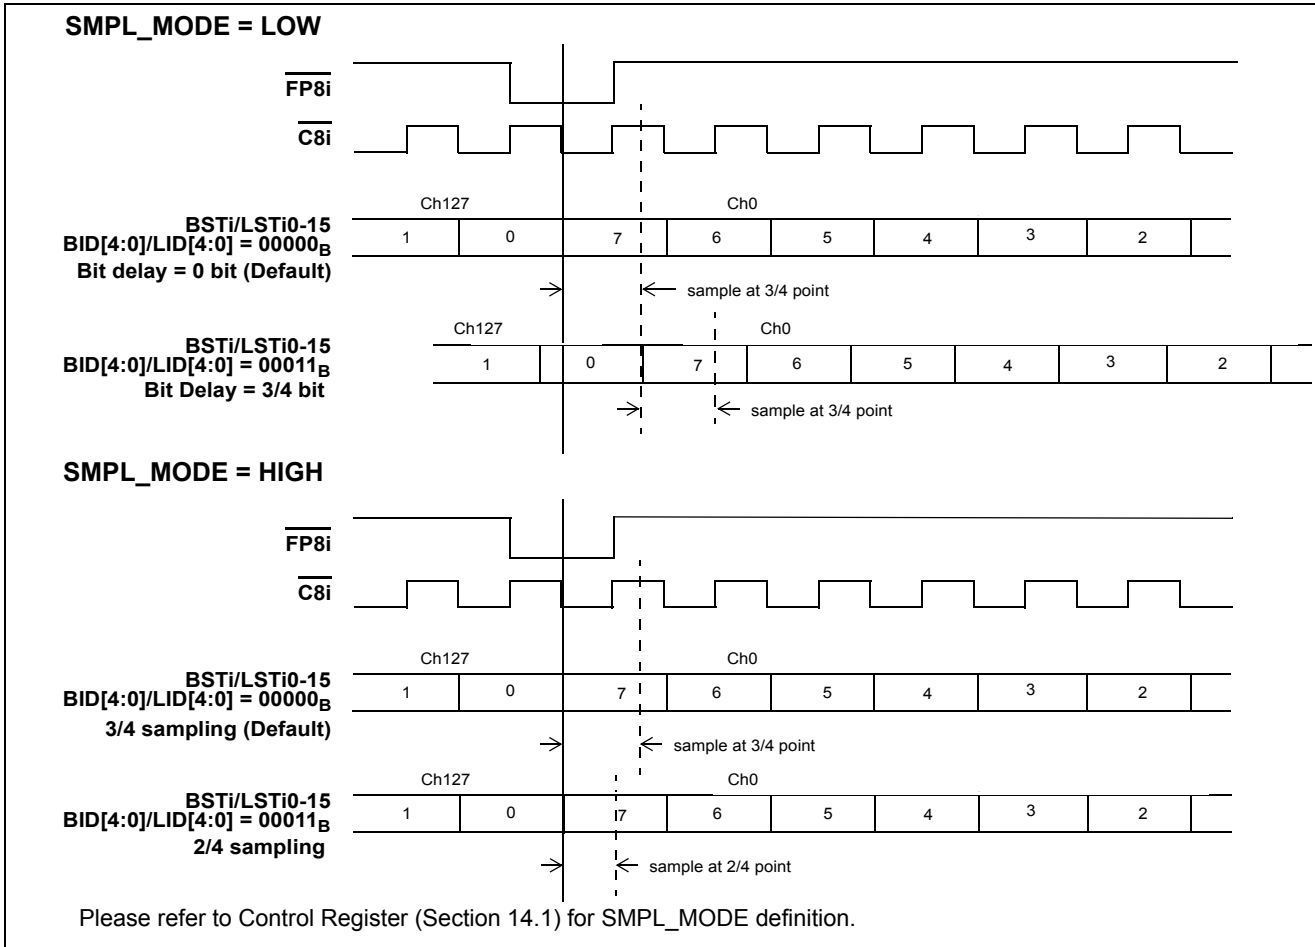 SMPL_MODE = LOW
FP8i
C8i
Ch127 Ch0
BSTi/LSTi0-15
BID[4:0]/LID[4:0] = 00000B
Bit delay = 0 bit (Default)
1 0 7 6 5 4 3 2
sample at 3/4 point
Ch127 Ch0
BSTi/LSTi0-15
BID[4:0]/LID[4:0] = 00011B
Bit Delay = 3/4 bit
1 0 7 6 5 4 3 2
sample at 3/4 point
SMPL_MODE = HIGH
FP8i
C8i
Ch127 Ch0
BSTi/LSTi0-15
BID[4:0]/LID[4:0] = 00000B
3/4 sampling (Default)
1 0 7 6 5 4 3 2
sample at 3/4 point
Ch127 Ch0
BSTi/LSTi0-15
BID[4:0]/LID[4:0] = 00011B
2/4 sampling
1 0 7 6 5 4 3 2
sample at 2/4 point
Please refer to Control Register (Section 14.1) for SMPL_MODE definition.